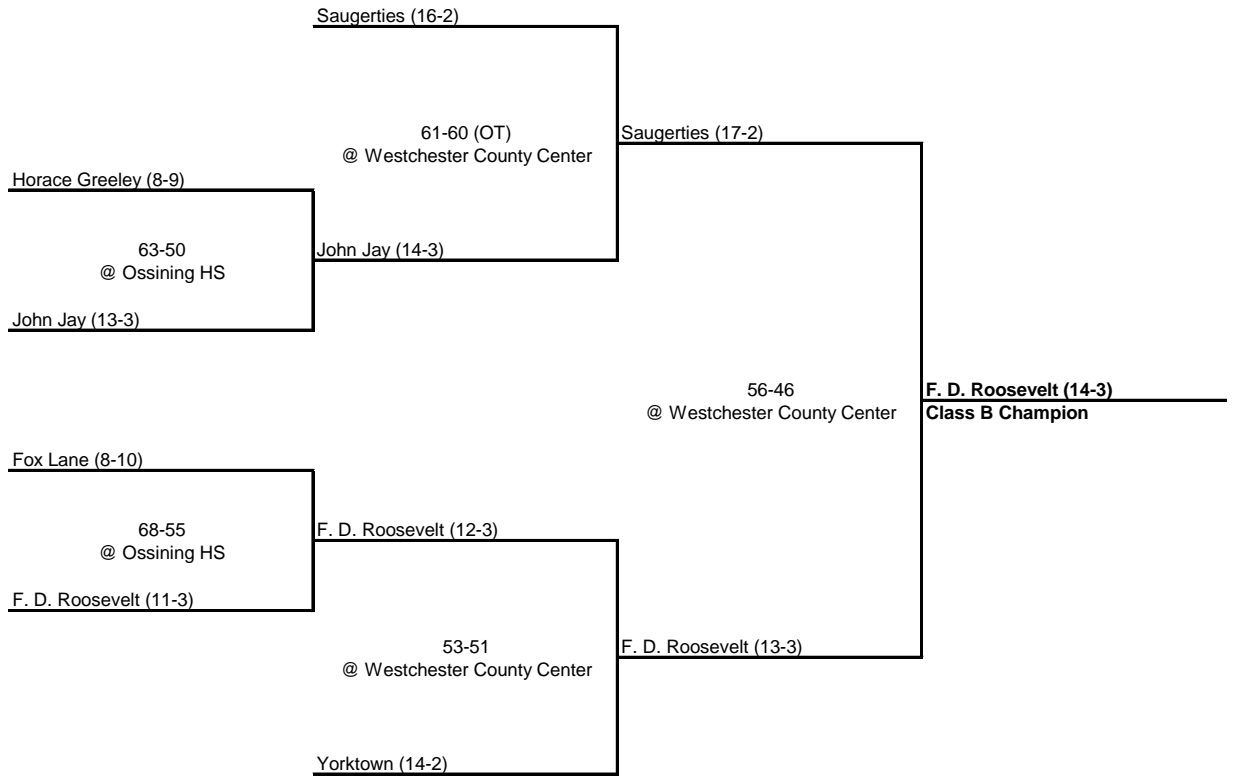 Saugerties (16-2)
61-60 (OT)
@ Westchester County Center
Saugerties (17-2)
Horace Greeley (8-9)
63-50
@ Ossining HS
John Jay (14-3)
John Jay (13-3)
56-46
@ Westchester County Center
F. D. Roosevelt (14-3)
Class B Champion
Fox Lane (8-10)
68-55
@ Ossining HS
F. D. Roosevelt (12-3)
F. D. Roosevelt (11-3)
53-51
@ Westchester County Center
F. D. Roosevelt (13-3)
Yorktown (14-2)